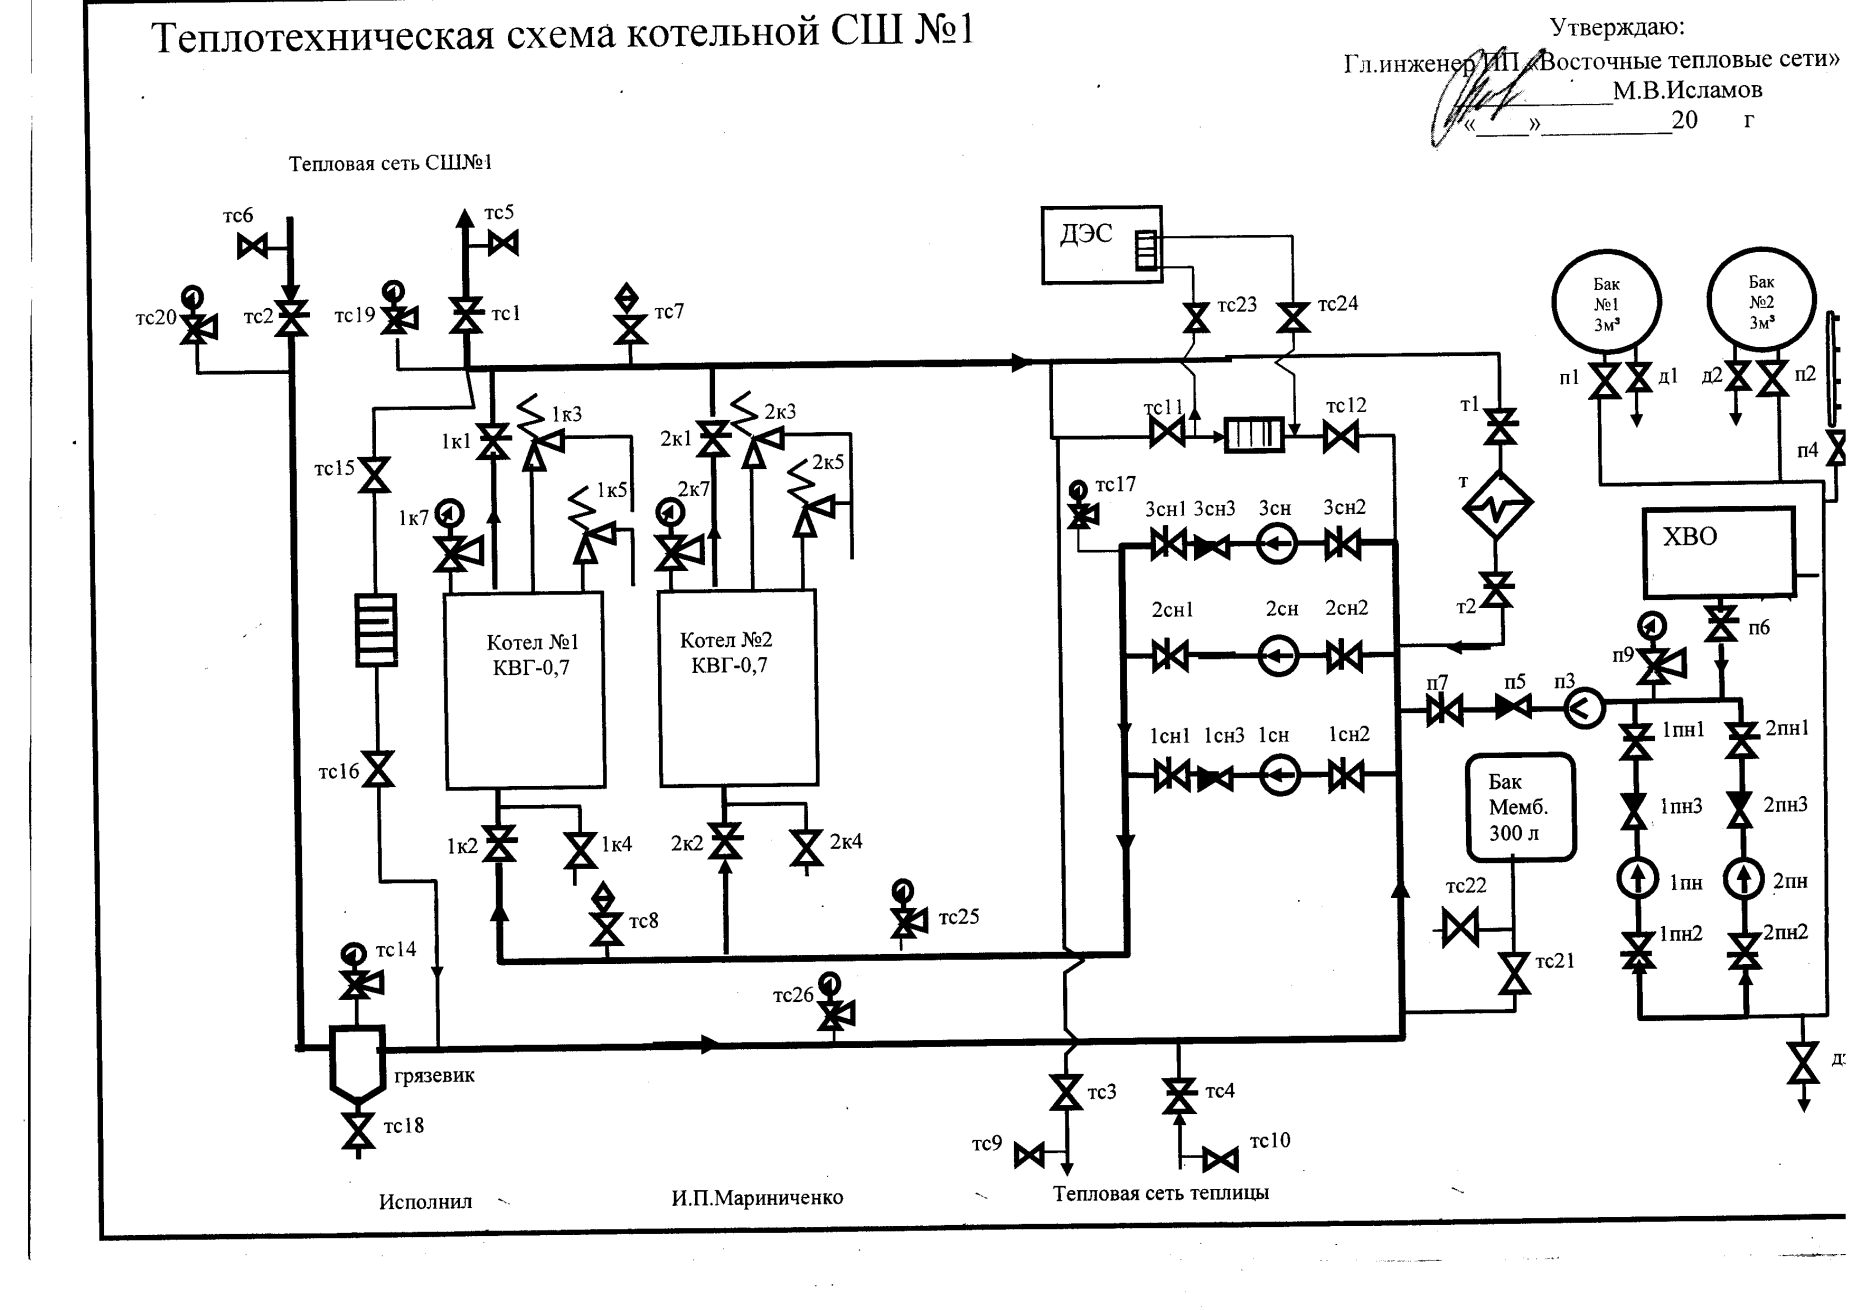 Теплотехническая схема котельной СШ №1
Утверждаю:
Гл.инженер ПП «Восточные тепловые сети»
М.В.Исламов
«____»___________20 г
Тепловая сеть СШ№1
тс6
тс5
тс20
тс2
тс19
тс1
тс7
ДЭС
тс23
тс24
Бак
№1
3м³
Бак
№2
3м³
п1
д1
д2
п2
1к1
1к3
2к1
2к3
тс11
тс12
т1
п4
тс15
1к7
1к5
2к7
2к5
тс17
т
3сн1
3сн3
3сн
3сн2
ХВО
2сн1
2сн
2сн2
т2
п6
Котел №1
КВГ-0,7
Котел №2
КВГ-0,7
п9
п7
п5
п3
тс16
1сн1
1сн3
1сн
1сн2
1пн1
2пн1
Бак
Мемб.
300 л
1пн3
2пн3
1к2
1к4
2к2
2к4
тс22
1пн
2пн
тс8
тс25
1пн2
2пн2
тс14
тс21
тс26
грязевик
тс3
тс4
тс18
тс9
тс10
Исполнил
И.П.Мариниченко
Тепловая сеть теплицы